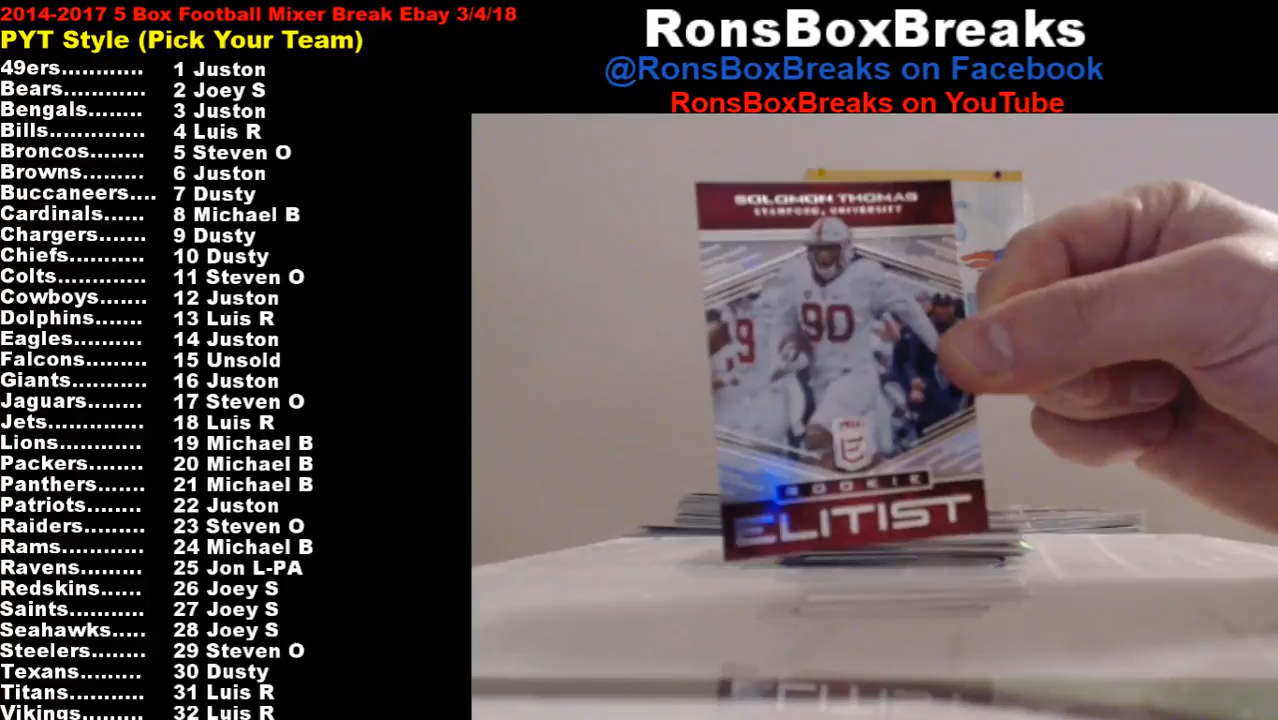 2014-2017 5 Box Football Mixer Break Ebay 3/4/18
PYT Style (Pick Your Team)
49ers............ 1 Juston
Bears............ 2 Joey S
Bengals........ 3 Juston
Bills.............. 4 Luis R
Broncos........ 5 Steven O
Browns......... 6 Juston
Buccaneers.... 7 Dusty
Cardinals...... 8 Michael B
Chargers....... 9 Dusty
Chiefs........... 10 Dusty
Colts............. 11 Steven O
Cowboys....... 12 Juston
Dolphins....... 13 Luis R
Eagles........... 14 Juston
Falcons......... 15 Unsold
Giants........... 16 Juston
Jaguars........ 17 Steven O
Jets.............. 18 Luis R
Lions............ 19 Michael B
Packers........ 20 Michael B
Panthers....... 21 Michael B
Patriots........ 22 Juston
Raiders......... 23 Steven O
Rams............ 24 Michael B
Ravens......... 25 Jon L-PA
Redskins...... 26 Joey S
Saints........... 27 Joey S
Seahawks..... 28 Joey S
Steelers........ 29 Steven O
Texans......... 30 Dusty
Titans........... 31 Luis R
Vikings......... 32 Luis R
RonsBoxBreaks
@RonsBoxBreaks on Facebook
RonsBoxBreaks on YouTube
SOLOMON THOMAS
STANFORD UNIVERSITY
90
9
E
ROOKIE
ELITIST